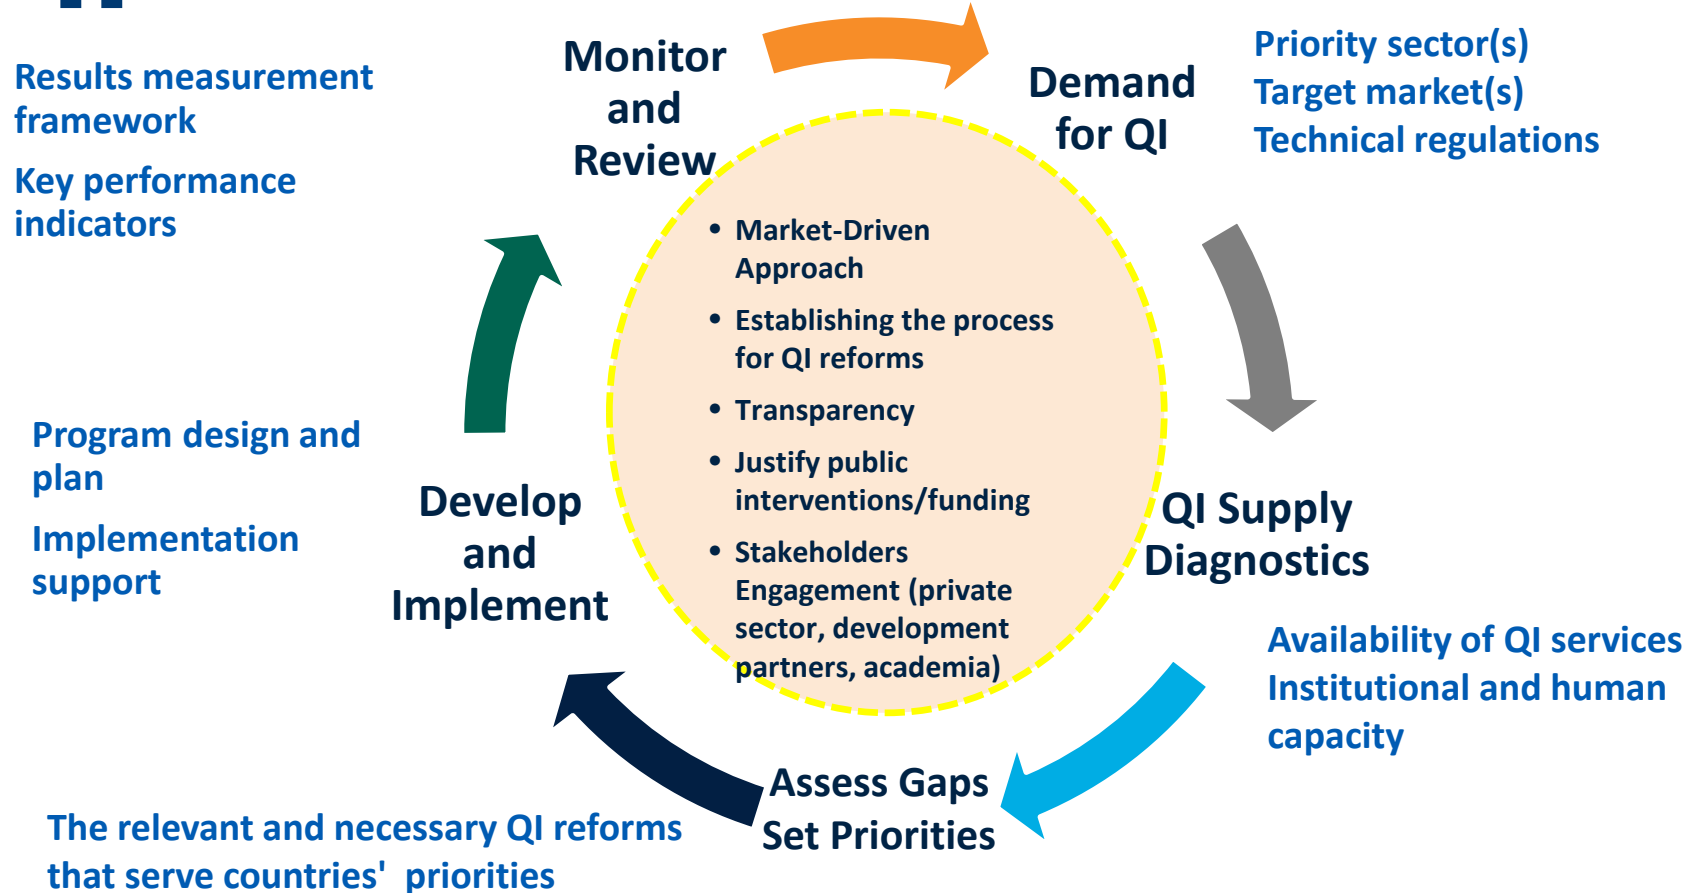 Monitor
and
Review
Demand
for QI
Priority sector(s)
Target market(s)
Technical regulations
Results measurement
framework
Key performance
indicators
• Market-Driven
Approach
• Establishing the process
for QI reforms
• Transparency
• Justify public
interventions/funding
• Stakeholders
Engagement (private
sector, development
partners, academia)
Program design and
plan
Implementation
support
Develop
and
Implement
QI Supply
Diagnostics
Availability of QI services
Institutional and human
capacity
Assess Gaps
Set Priorities
The relevant and necessary QI reforms
that serve countries'  priorities